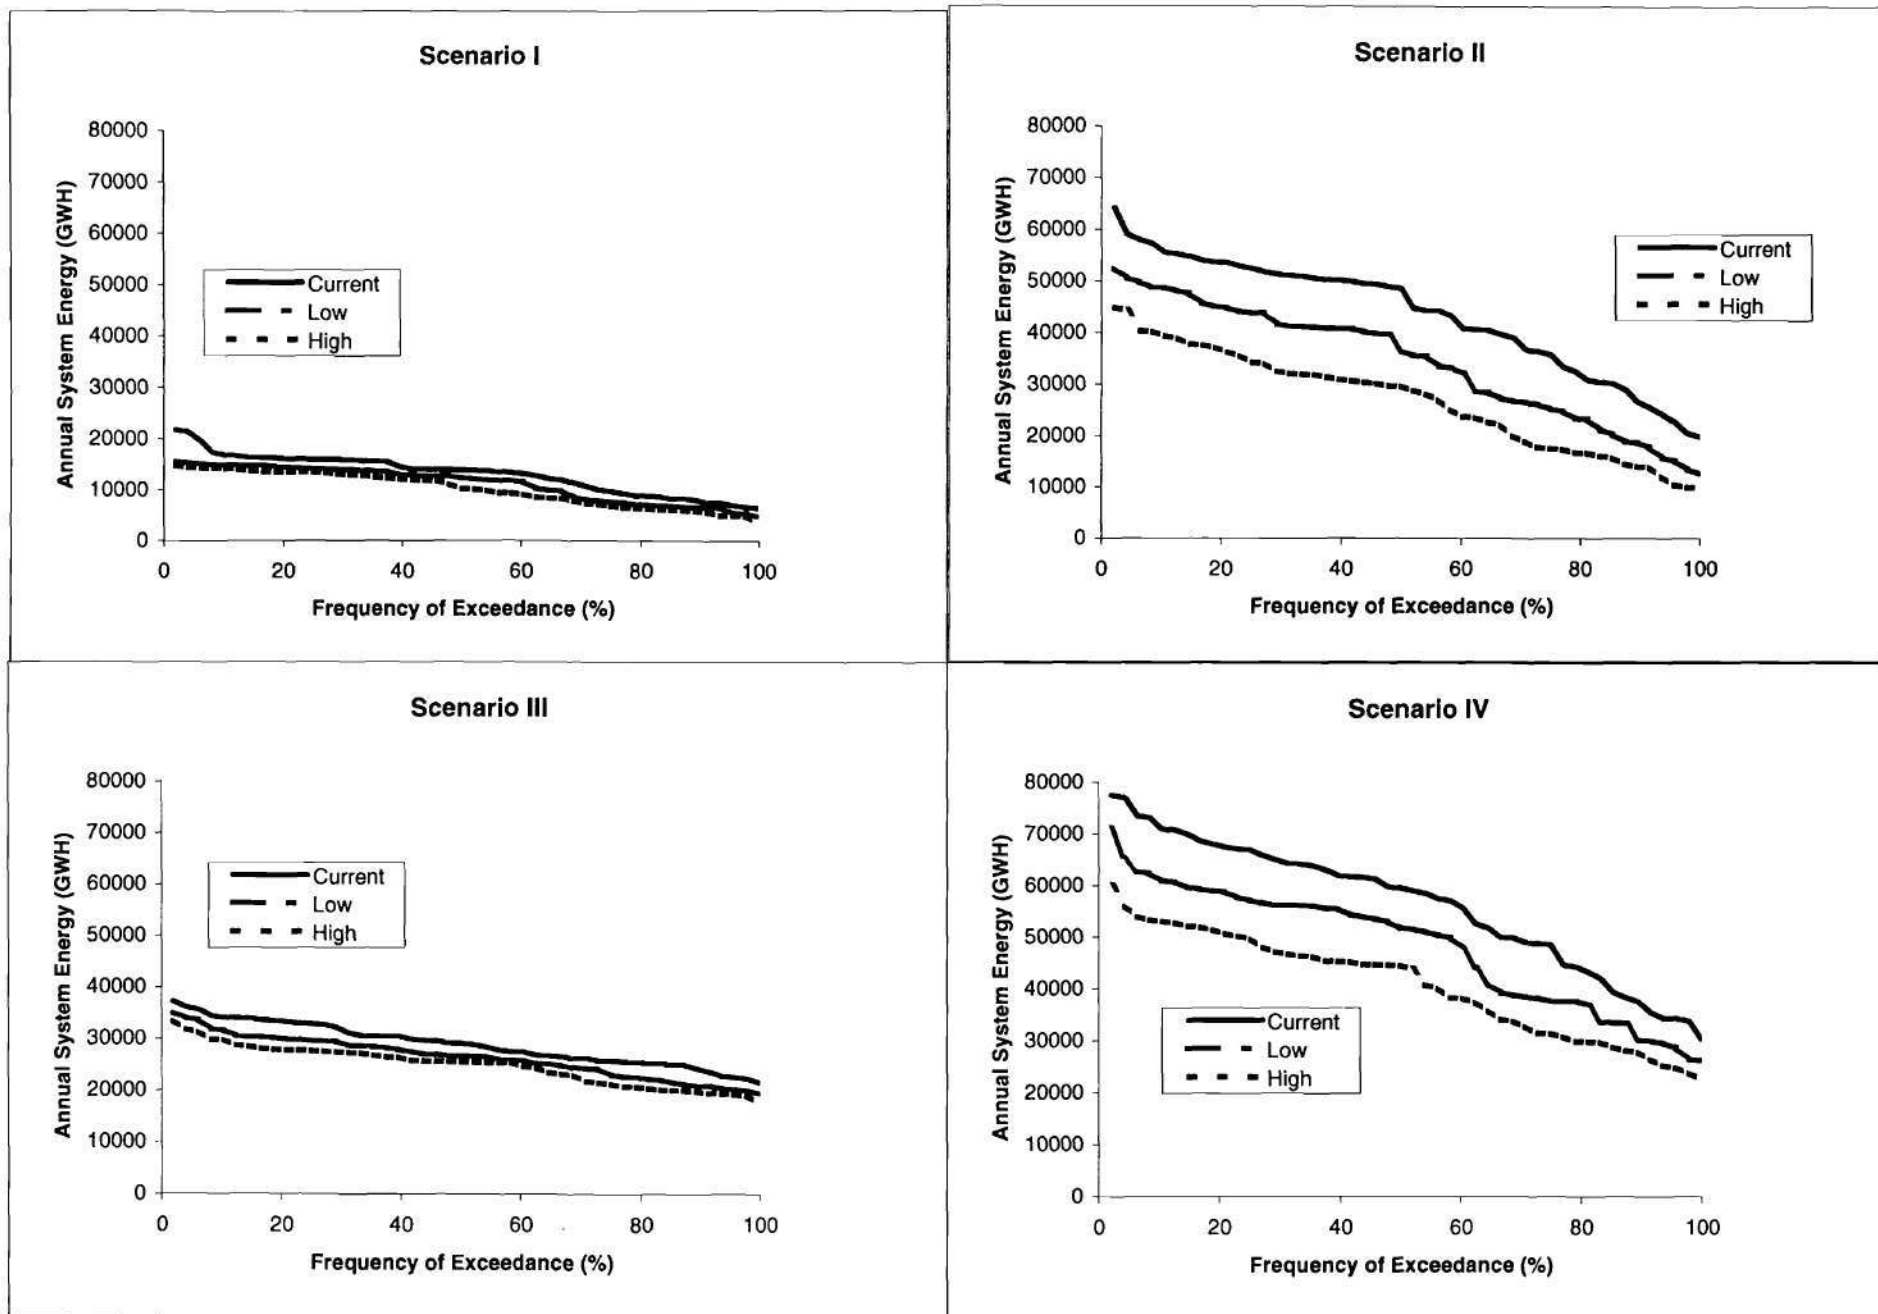 Scenario I
80000
70000
60000
50000
40000
30000
20000
10000
0
Annual System Energy (GWH)
Current
Low
High
0 20 40 60 80 100
Frequency of Exceedance (%)
Scenario II
80000
70000
60000
50000
40000
30000
20000
10000
0
Annual System Energy (GWH)
Current
Low
High
0 20 40 60 80 100
Frequency of Exceedance (%)
Scenario III
80000
70000
60000
50000
40000
30000
20000
10000
0
Annual System Energy (GWH)
Current
Low
High
0 20 40 60 80 100
Frequency of Exceedance (%)
Scenario IV
80000
70000
60000
50000
40000
30000
20000
10000
0
Annual System Energy (GWH)
Current
Low
High
0 20 40 60 80 100
Frequency of Exceedance (%)